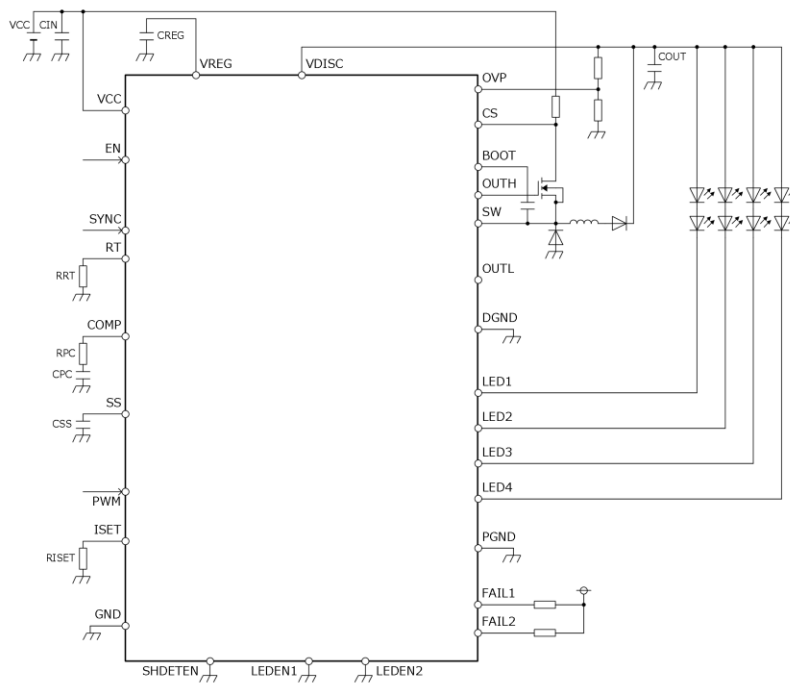 VCC
CIN
CREG
VREG
VDISC
COUT
OVP
VCC
CS
EN
BOOT
OUTH
SYNC
SW
RT
RRT
OUTL
COMP
DGND
RPC
CPC
LED1
SS
CSS
LED2
LED3
PWM
LED4
ISET
RISET
PGND
GND
FAIL1
FAIL2
SHDETEN
LEDEN1
LEDEN2